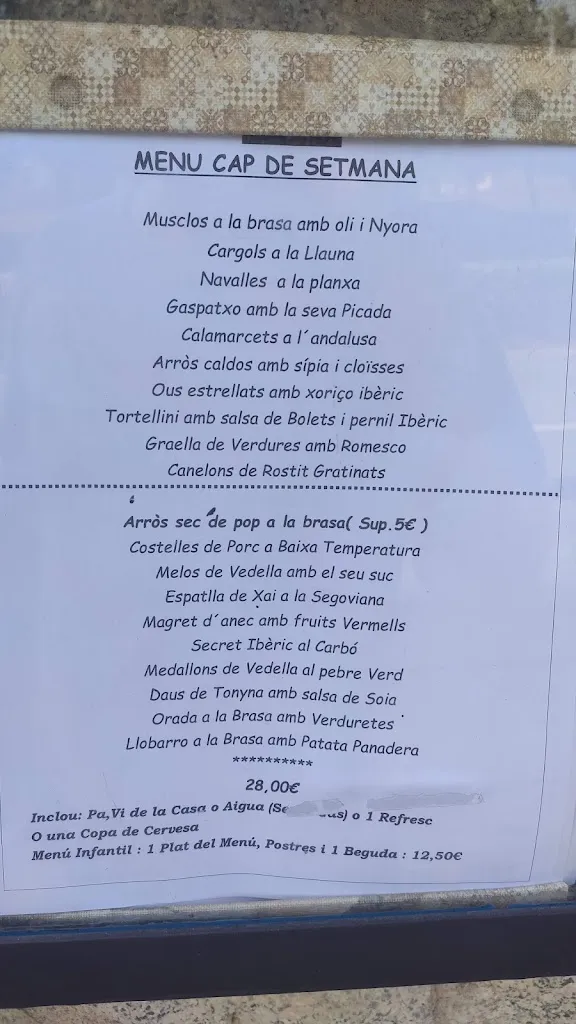 MENU CAP DE SETMANA
Musclos a la brasa amb oli i Nyora
Cargols a la Llauna
Navalles a la planxa
Gaspatxo amb la seva Picada
Calamarcets a l´andalusa
Arròs caldos amb sípia i cloïsses
Ous estrellats amb xoriço ibèric
Tortellini amb salsa de Bolets i pernil Ibèric
Graella de Verdures amb Romesco
Canelons de Rostit Gratinats
Arròs sec de pop a la brasa( Sup.5€ )
Costelles de Porc a Baixa Temperatura
Melos de Vedella amb el seu suc
Espatlla de Xai a la Segoviana
Magret d´anec amb fruits Vermells
Secret Ibèric al Carbó
Medallons de Vedella al pebre Verd
Daus de Tonyna amb salsa de Soia
Orada a la Brasa amb Verduretes
Llobarro a la Brasa amb Patata Panadera
**********
28,00€
Inclou: Pa,Vi de la Casa o Aigua o 1 Refresc
O una Copa de Cervesa
Menú Infantil : 1 Plat del Menú, Postres i 1 Beguda : 12,50€